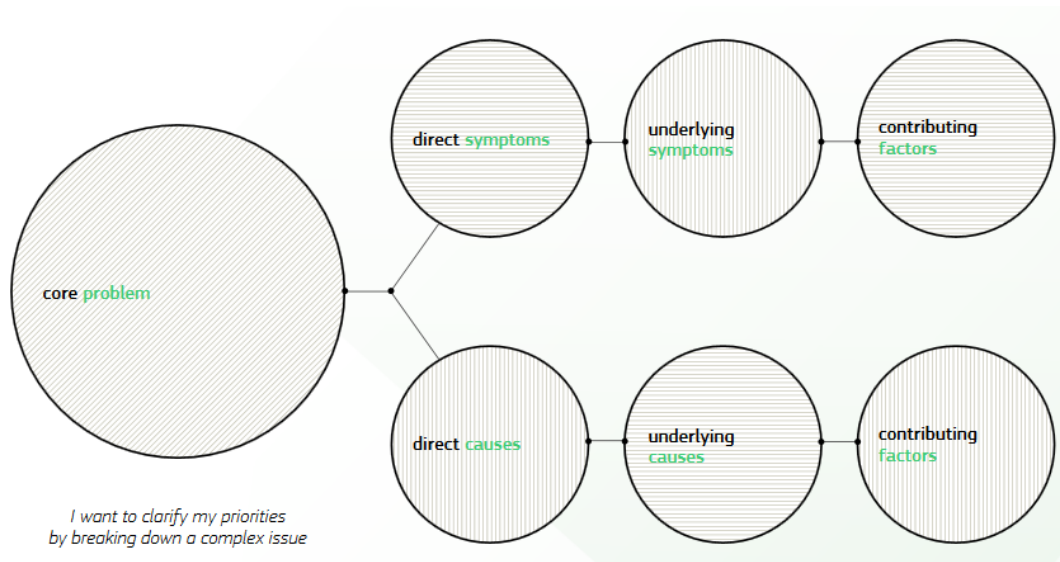 direct symptoms
underlying
symptoms
contributing
factors
core problem
direct causes
underlying
causes
contributing
factors
I want to clarify my priorities
by breaking down a complex issue